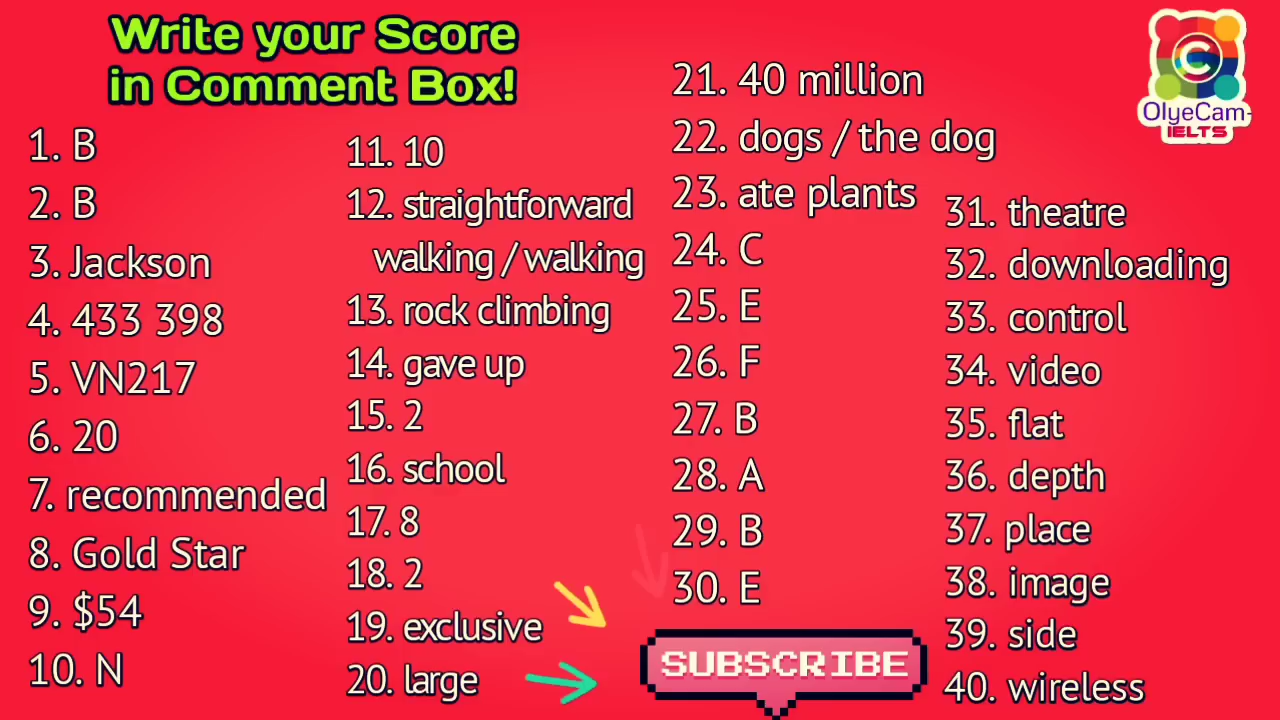 Write your Score
in Comment Box!
1. B
2. B
3. Jackson
4. 433 398
5. VN217
6. 20
7. recommended
8. Gold Star
9. $54
10. N
11. 10
12. straightforward
walking / walking
13. rock climbing
14. gave up
15. 2
16. school
17. 8
18. 2
19. exclusive
20. large
21. 40 million
22. dogs / the dog
23. ate plants
24. C
25. E
26. F
27. B
28. A
29. B
30. E
SUBSCRIBE
C
OlyeCam-
IELTS
31. theatre
32. downloading
33. control
34. video
35. flat
36. depth
37. place
38. image
39. side
40. wireless